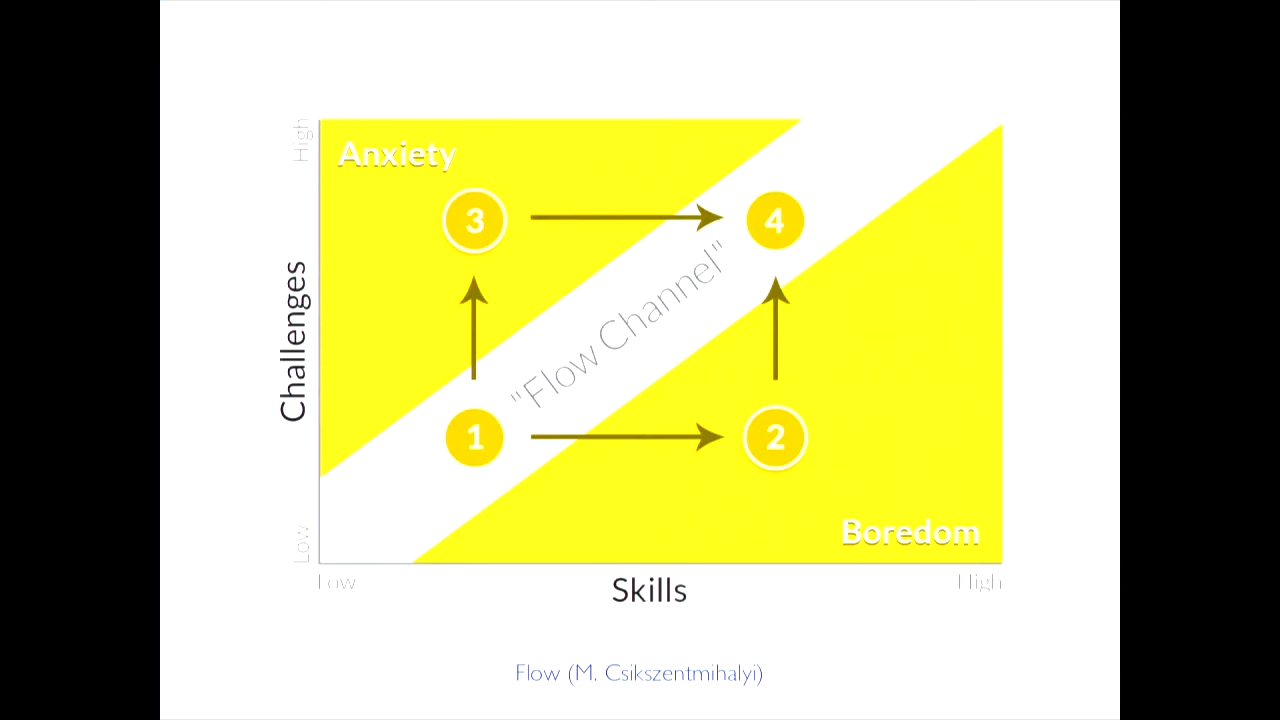 High
Anxiety
3
4
"Flow Channel"
Challenges
1
2
Boredom
Low
Low
Skills
High
Flow (M. Csikszentmihalyi)